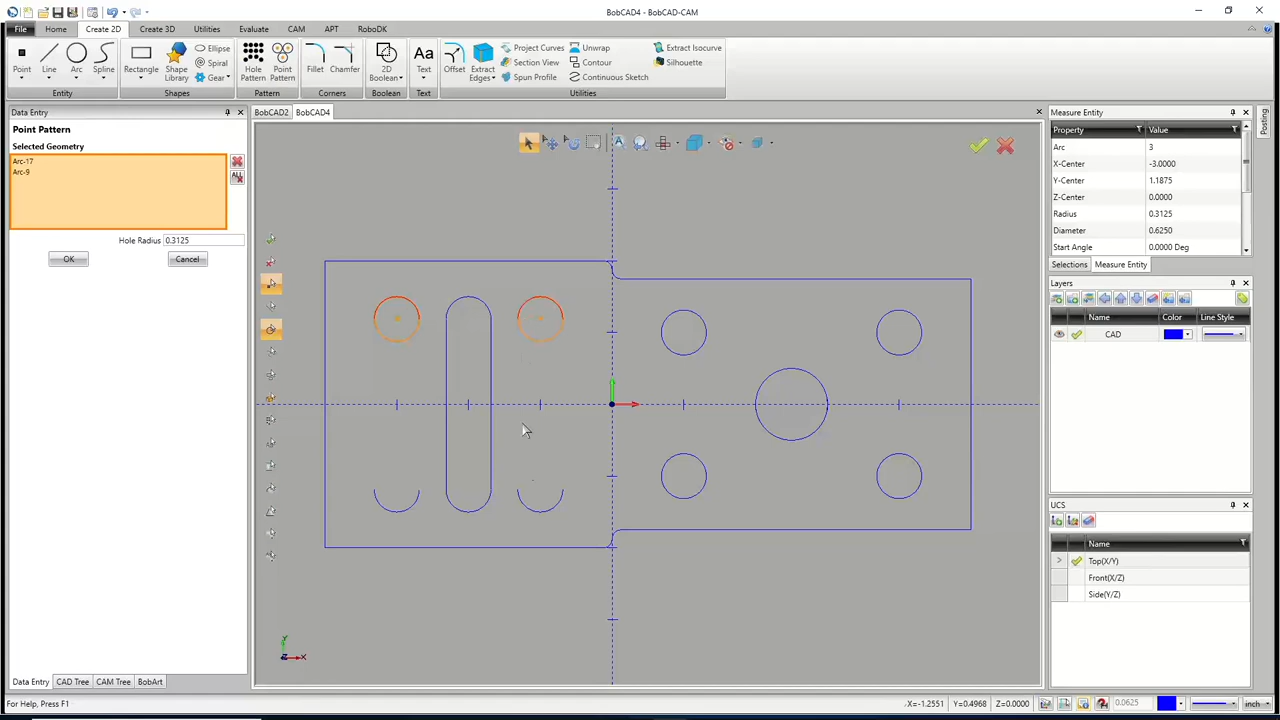 BobCAD4 - BobCAD-CAM
File Home Create 2D Create 3D Utilities Evaluate CAM APT RoboDK
Point Line Arc Spline
Rectangle Shape Library
Ellipse
Spiral
Gear
Hole Pattern Point Pattern
Fillet Chamfer
2D Boolean
Aa Text
Offset Extract Edges
Project Curves Unwrap Extract Isocurve
Section View Contour Silhouette
Spun Profile Continuous Sketch
Entity Shapes Pattern Corners Boolean Text Utilities
Data Entry
BobCAD2 BobCAD4
Point Pattern
Selected Geometry
Arc-17
Arc-9
Hole Radius 0.3125
OK Cancel
Y
Z X
Data Entry CAD Tree CAM Tree BobArt
Measure Entity
Property Value
Arc 3
X-Center -3.0000
Y-Center 1.1875
Z-Center 0.0000
Radius 0.3125
Diameter 0.6250
Start Angle 0.0000 Deg
Selections Measure Entity
Layers
Name Color Line Style
CAD
UCS
Name
Top(X/Y)
Front(X/Z)
Side(Y/Z)
Posting
For Help, Press F1
X=-1.2551 Y=0.4968 Z=0.0000 0.0625 inch